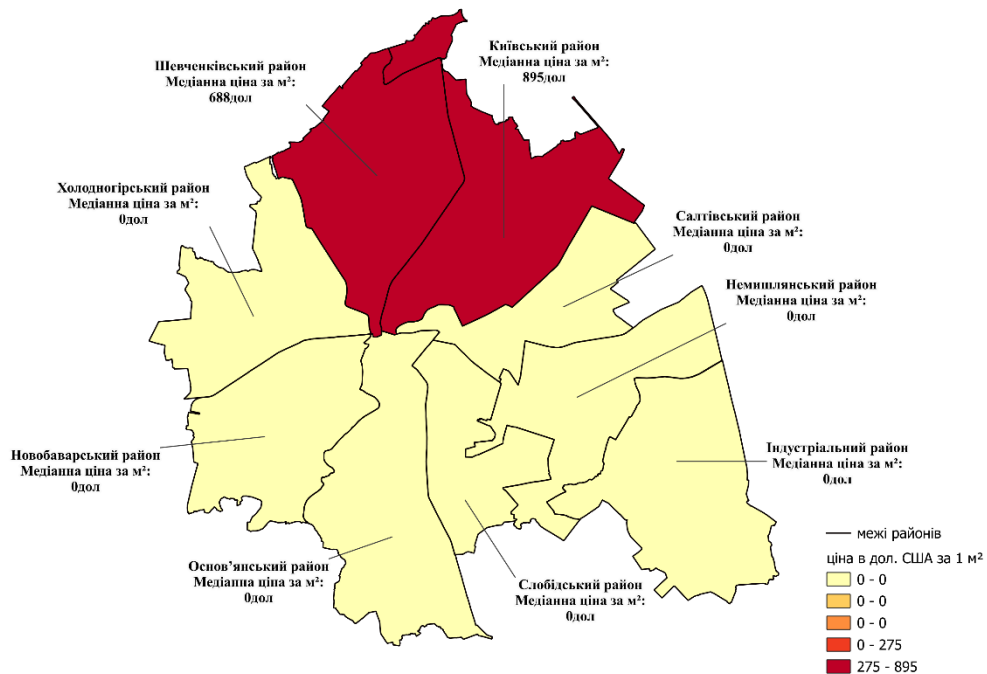 Шевченківський район
Медіанна ціна за м²:
688дол
Київський район
Медіанна ціна за м²:
895дол
Холодногірський район
Медіанна ціна за м²:
0дол
Салтівський район
Медіанна ціна за м²:
0дол
Немишлянський район
Медіанна ціна за м²:
0дол
Новобаварський район
Медіанна ціна за м²:
0дол
Індустріальний район
Медіанна ціна за м²:
0дол
Основ'янський район
Медіанна ціна за м²:
0дол
Слобідський район
Медіанна ціна за м²:
0дол
межі районів
ціна в дол. США за 1 м²
0 - 0
0 - 0
0 - 0
0 - 275
275 - 895